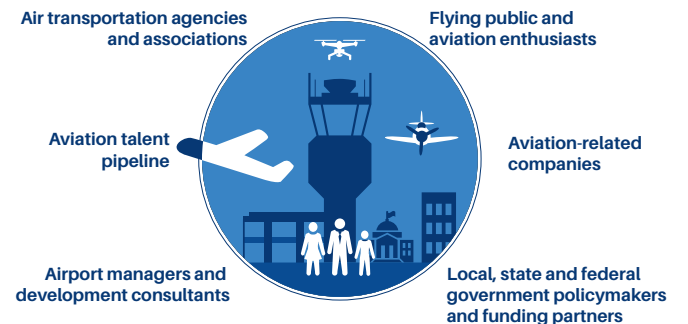 Air transportation agencies
and associations
Flying public and
aviation enthusiasts
Aviation talent
pipeline
Aviation-related
companies
Airport managers and
development consultants
Local, state and federal
government policymakers
and funding partners